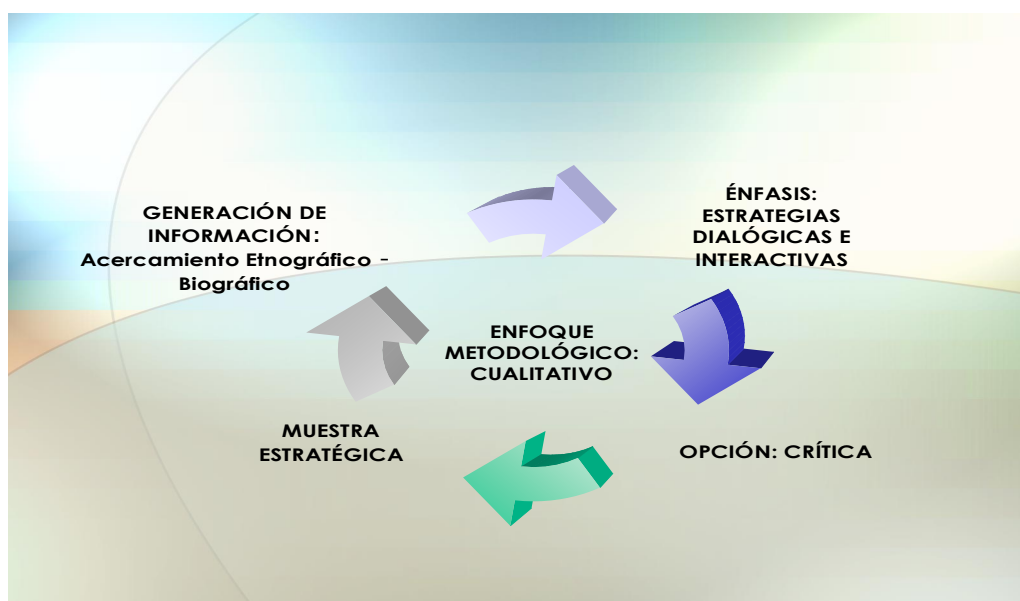 GENERACIÓN DE
INFORMACIÓN:
Acercamiento Etnográfico -
Biográfico
ÉNFASIS:
ESTRATEGIAS
DIALÓGICAS E
INTERACTIVAS
ENFOQUE
METODOLÓGICO:
CUALITATIVO
MUESTRA
ESTRATÉGICA
OPCIÓN: CRÍTICA